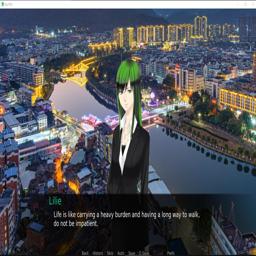 Lilie
Life is like carrying a heavy burden and having a long way to walk,
do not be impatient.
Back History Skip Auto Save Q.Save Prefs